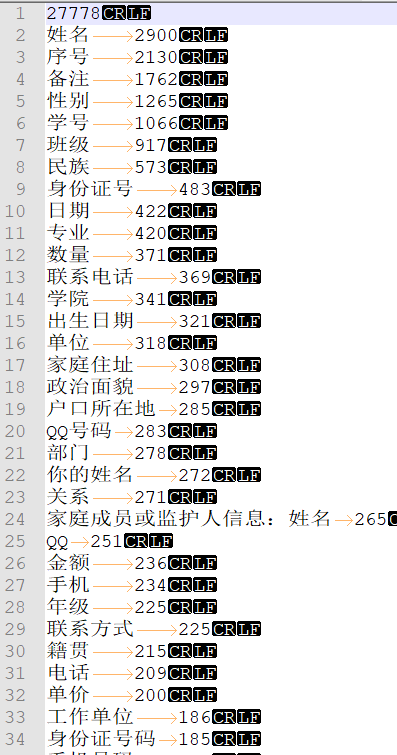 1 27778CRLF
2 姓名→2900CRLF
3 序号→2130CRLF
4 备注→1762CRLF
5 性别→1265CRLF
6 学号→1066CRLF
7 班级→917CRLF
8 民族→573CRLF
9 身份证号→483CRLF
10 日期→422CRLF
11 专业→420CRLF
12 数量→371CRLF
13 联系电话→369CRLF
14 学院→341CRLF
15 出生日期→321CRLF
16 单位→318CRLF
17 家庭住址→308CRLF
18 政治面貌→297CRLF
19 户口所在地→285CRLF
20 QQ号码→283CRLF
21 部门→278CRLF
22 你的姓名→272CRLF
23 关系→271CRLF
24 家庭成员或监护人信息：姓名→265C
25 QQ→251CRLF
26 金额→236CRLF
27 手机→234CRLF
28 年级→225CRLF
29 联系方式→225CRLF
30 籍贯→215CRLF
31 电话→209CRLF
32 单价→200CRLF
33 工作单位→186CRLF
34 身份证号码→185CRLF